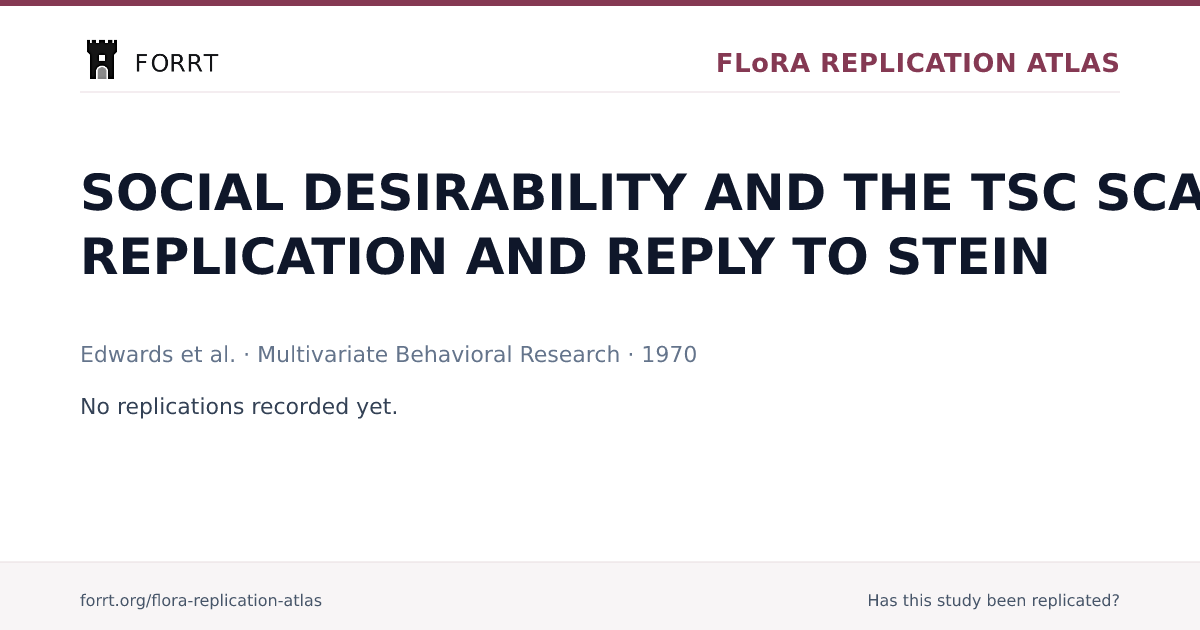 FORRT
FLoRA REPLICATION ATLAS
SOCIAL DESIRABILITY AND THE TSC
REPLICATION AND REPLY TO STEIN
Edwards et al. · Multivariate Behavioral Research · 1970
No replications recorded yet.
forrt.org/flora-replication-atlas
Has this study been replicated?